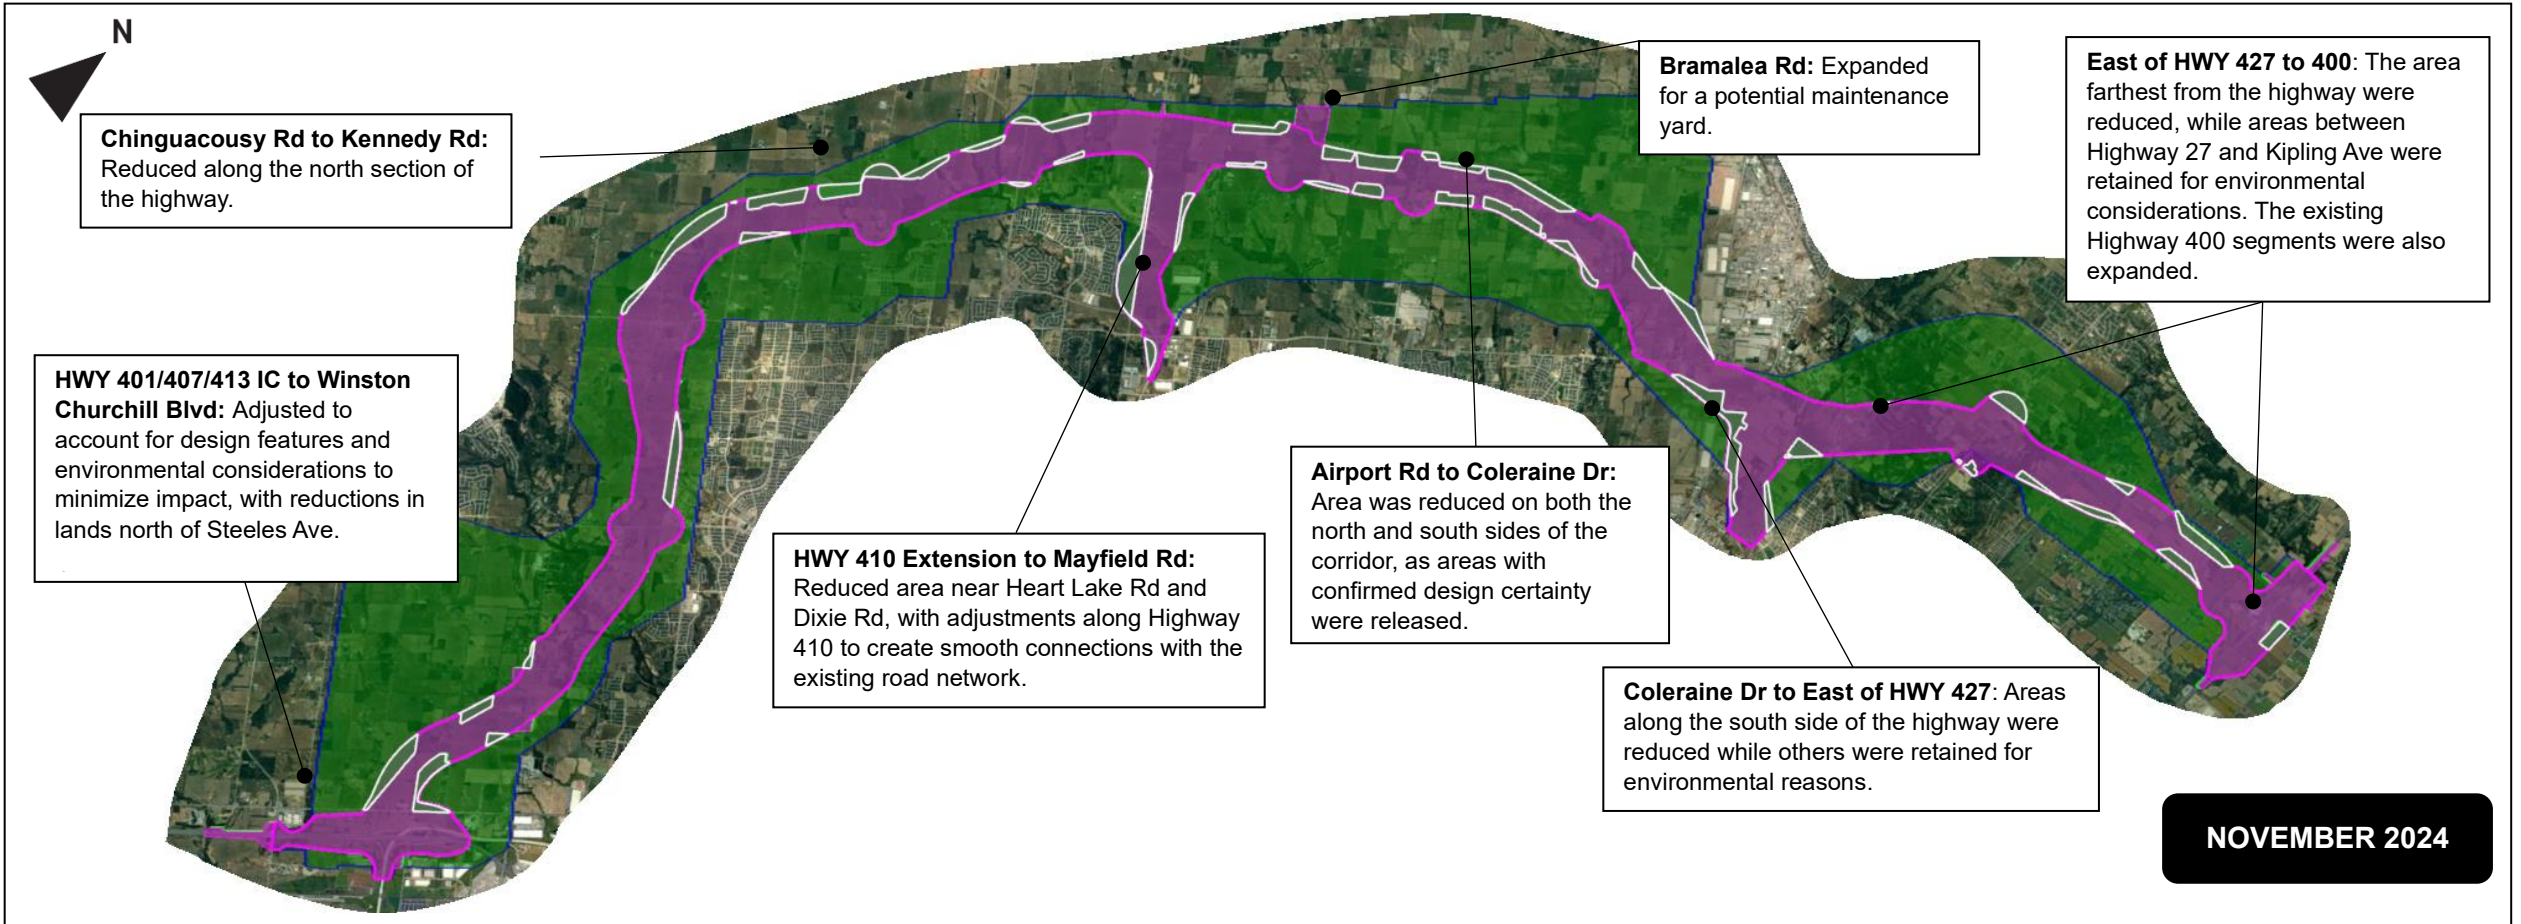 N
Chinguacousy Rd to Kennedy Rd:
Reduced along the north section of
the highway.
Bramalea Rd: Expanded
for a potential maintenance
yard.
East of HWY 427 to 400: The area
farthest from the highway were
reduced, while areas between
Highway 27 and Kipling Ave were
retained for environmental
considerations. The existing
Highway 400 segments were also
expanded.
HWY 401/407/413 IC to Winston
Churchill Blvd: Adjusted to
account for design features and
environmental considerations to
minimize impact, with reductions in
lands north of Steeles Ave.
HWY 410 Extension to Mayfield Rd:
Reduced area near Heart Lake Rd and
Dixie Rd, with adjustments along Highway
410 to create smooth connections with the
existing road network.
Airport Rd to Coleraine Dr:
Area was reduced on both the
north and south sides of the
corridor, as areas with
confirmed design certainty
were released.
Coleraine Dr to East of HWY 427: Areas
along the south side of the highway were
reduced while others were retained for
environmental reasons.
NOVEMBER 2024